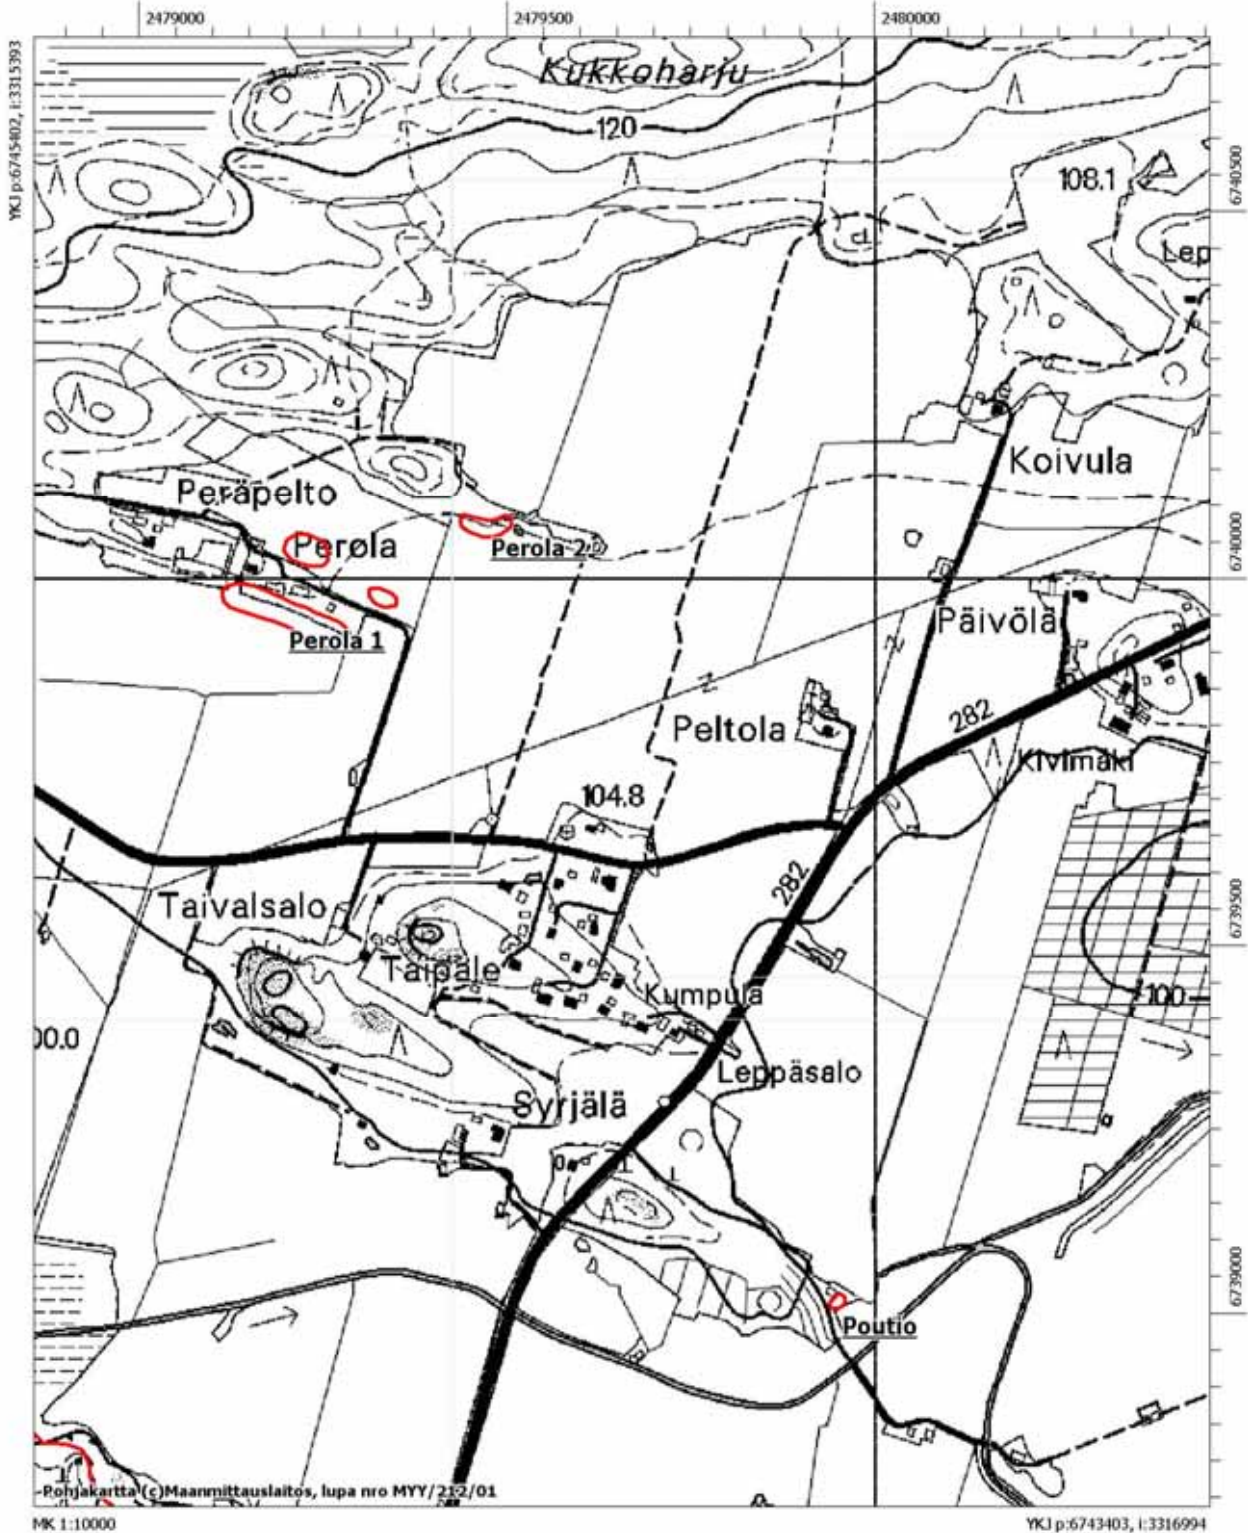 2479000
2479500
2480000
YKJ p:6745402, i:3315393
Kukkoharju
120
108.1
6740500
Lep
Koivula
Peräpelto
Perola
Perola 2
6740000
Päivölä
Perola 1
282
Peltola
Kivimäki
104.8
282
6739500
Taivalsalo
Taipale
Kumpula
100
00.0
Leppäsalo
Syrjälä
6739000
Poutio
-Pohjakartta (c)Maanmittauslaitos, lupa nro MYY/212/01
MK 1:10000
YKJ p:6743403, i:3316994